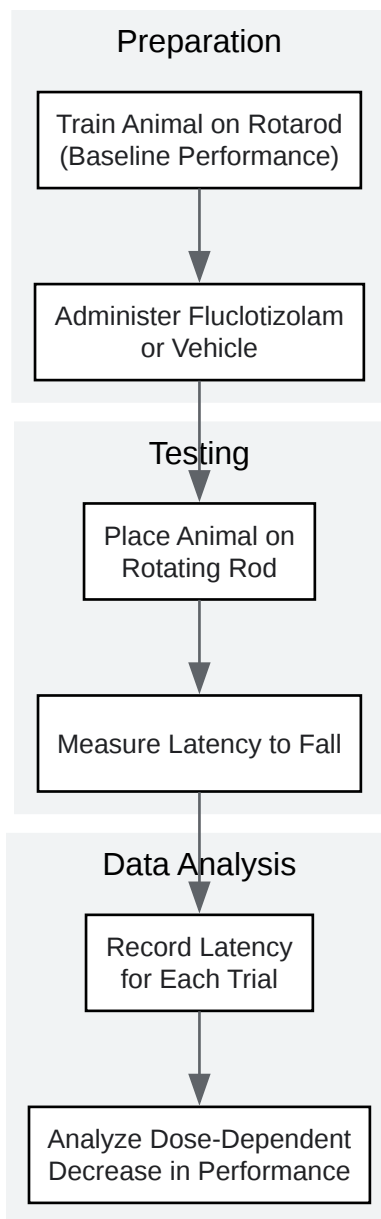 Preparation
Train Animal on Rotarod
(Baseline Performance)
Administer Fluclotizolam
or Vehicle
Testing
Place Animal on
Rotating Rod
Measure Latency to Fall
Data Analysis
Record Latency
for Each Trial
Analyze Dose-Dependent
Decrease in Performance